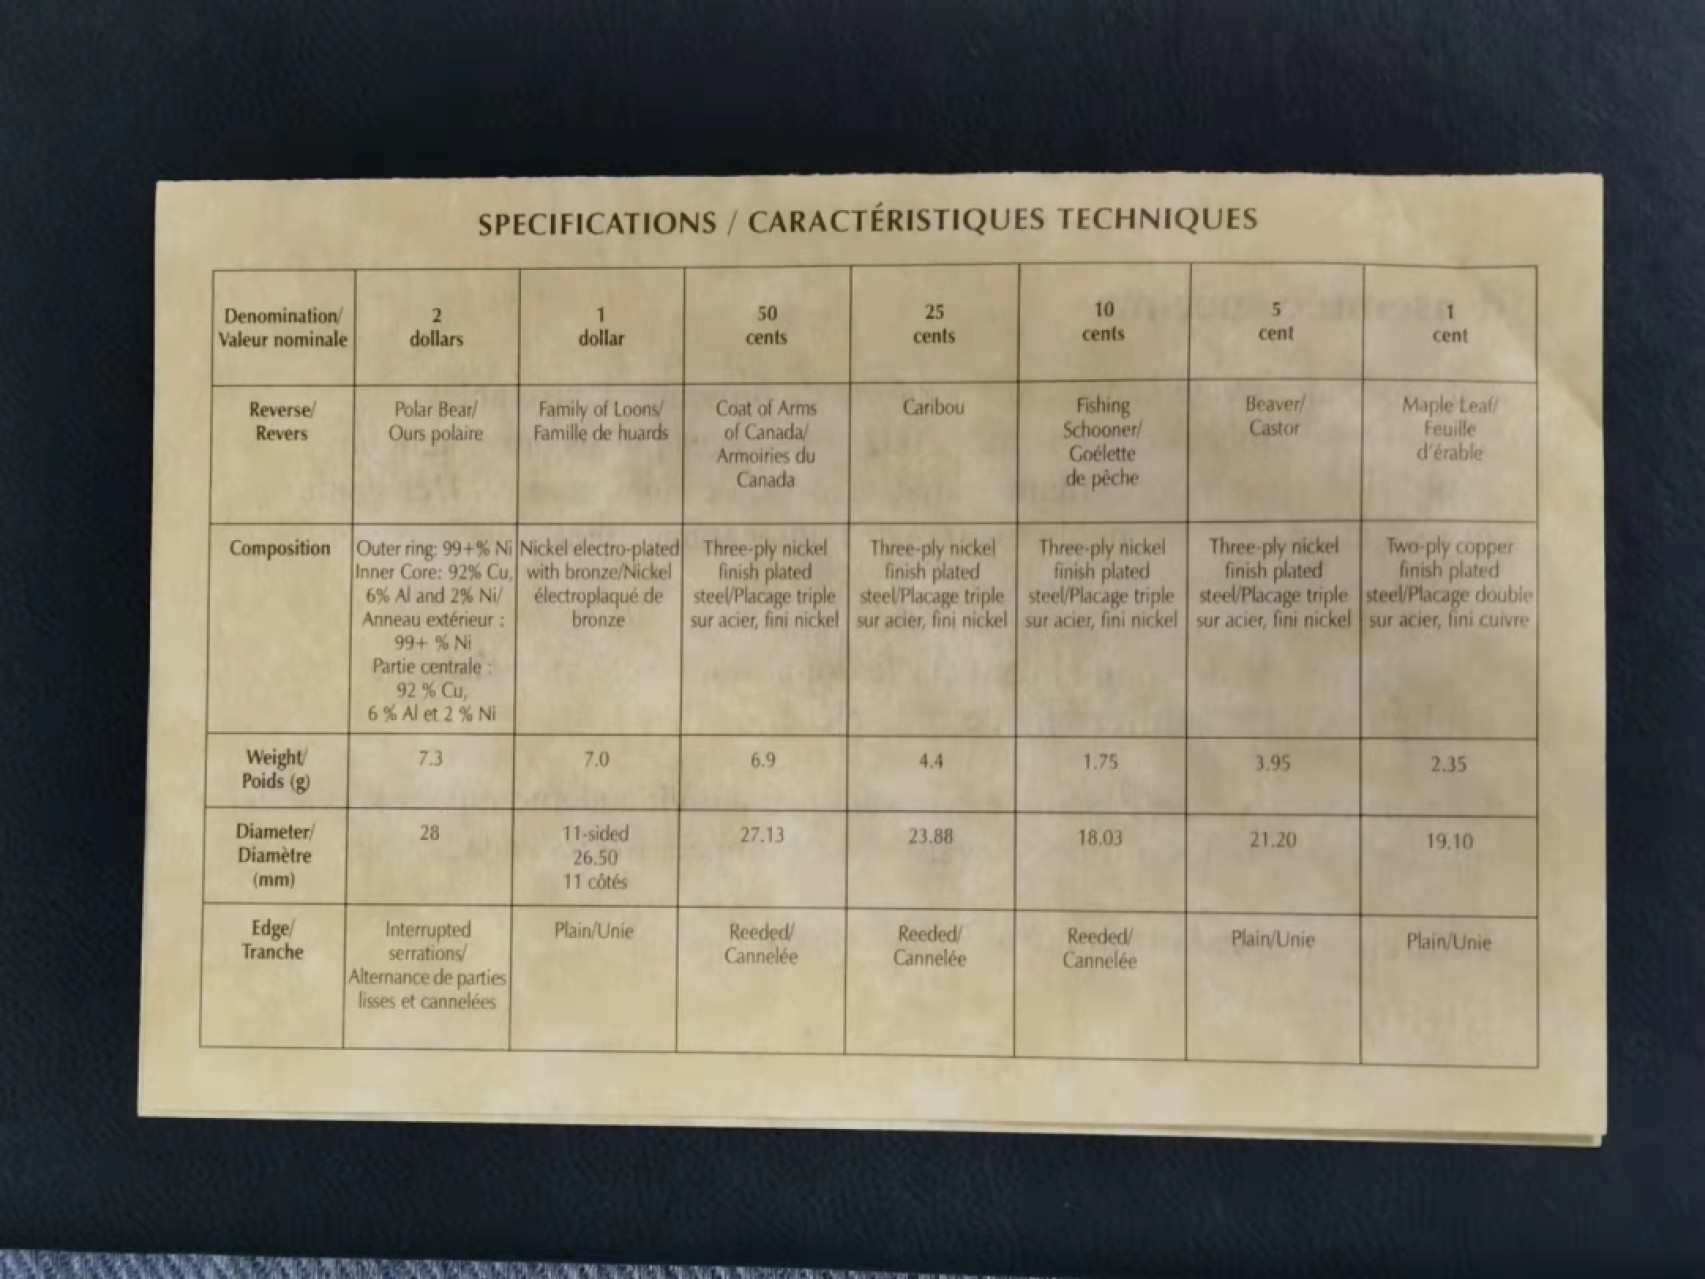 SPECIFICATIONS / CARACTÉRISTIQUES TECHNIQUES
Denomination/
Valeur nominale
2
dollars
1
dollar
50
cents
25
cents
10
cents
5
cent
1
cent
Reverse/
Revers
Polar Bear/
Ours polaire
Family of Loons/
Famille de huards
Coat of Arms
of Canada/
Armoiries du
Canada
Caribou
Fishing
Schooner/
Goélette
de pêche
Beaver/
Castor
Maple Leaf/
Feuille
d'érable
Composition
Outer ring: 99+% Ni
Inner Core: 92% Cu,
6% Al and 2% Ni/
Anneau extérieur :
99+ % Ni
Partie centrale :
92 % Cu,
6 % Al et 2 % Ni
Nickel electro-plated
with bronze/Nickel
électroplaqué de
bronze
Three-ply nickel
finish plated
steel/Placage triple
sur acier, fini nickel
Three-ply nickel
finish plated
steel/Placage triple
sur acier, fini nickel
Three-ply nickel
finish plated
steel/Placage triple
sur acier, fini nickel
Three-ply nickel
finish plated
steel/Placage triple
sur acier, fini nickel
Two-ply copper
finish plated
steel/Placage double
sur acier, fini cuivre
Weight/
Poids (g)
7.3
7.0
6.9
4.4
1.75
3.95
2.35
Diameter/
Diamètre
(mm)
28
11-sided
26.50
11 côtés
27.13
23.88
18.03
21.20
19.10
Edge/
Tranche
Interrupted
serrations/
Alternance de parties
lisses et cannelées
Plain/Unie
Reeded/
Cannelée
Reeded/
Cannelée
Reeded/
Cannelée
Plain/Unie
Plain/Unie